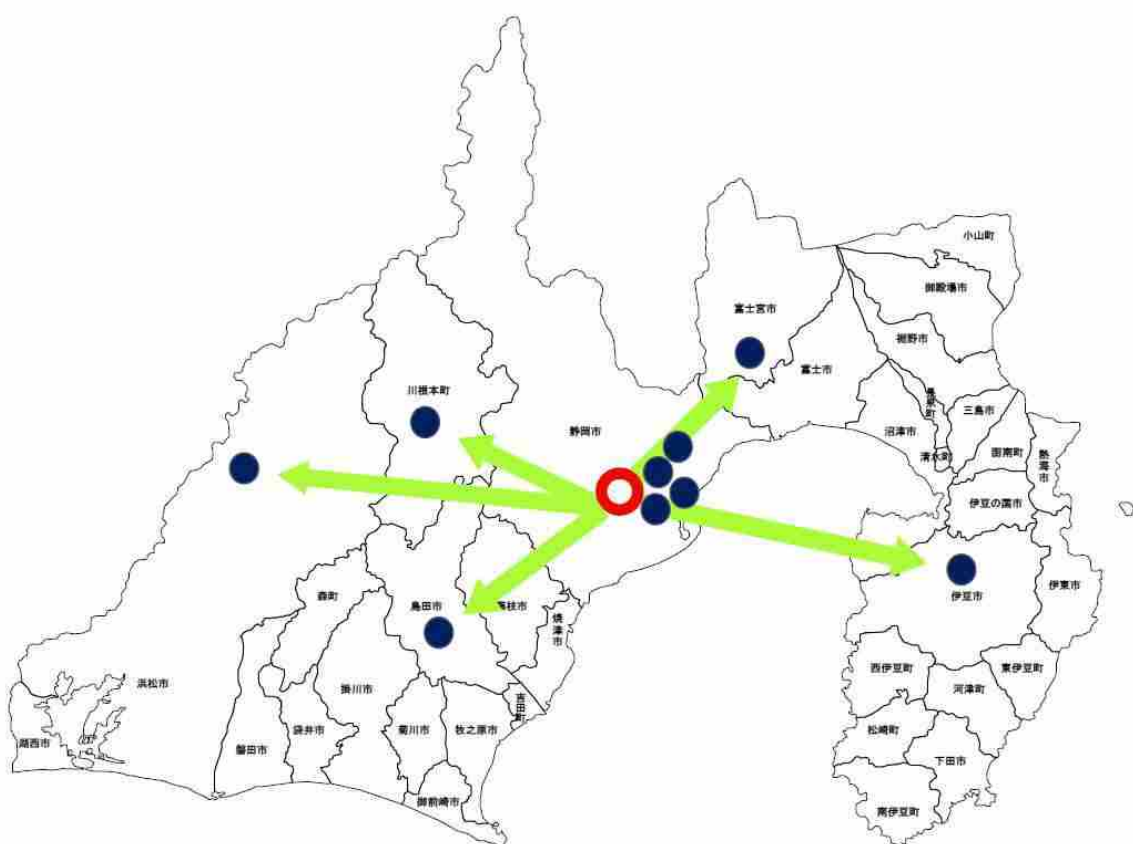 小山町
御殿場市
富士宮市
裾野市
富士市
川根本町
長泉町
三島市
静岡市
沼津市
函南町
清水町
熱海市
伊豆の国市
伊豆市
伊東市
森町
島田市
枝市
焼津市
西伊豆町
東伊豆町
浜松市
掛川市
河津町
吉田町
袋井市
菊川市
牧之原市
松崎町
湖西市
磐田市
下田市
御前崎市
南伊豆町